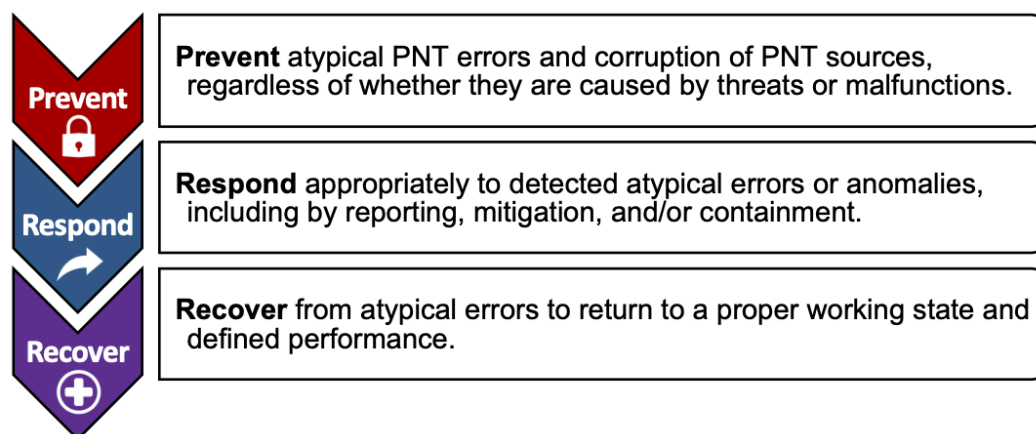 Prevent
Prevent atypical PNT errors and corruption of PNT sources,
regardless of whether they are caused by threats or malfunctions.
Respond
Respond appropriately to detected atypical errors or anomalies,
including by reporting, mitigation, and/or containment.
Recover
Recover from atypical errors to return to a proper working state and
defined performance.